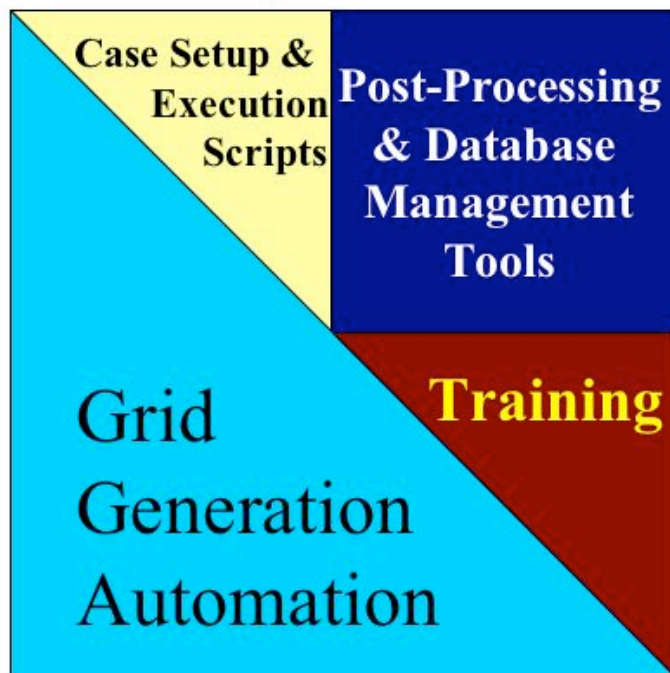 Case Setup &
Execution
Scripts
Post-Processing
& Database
Management
Tools
Training
Grid
Generation
Automation